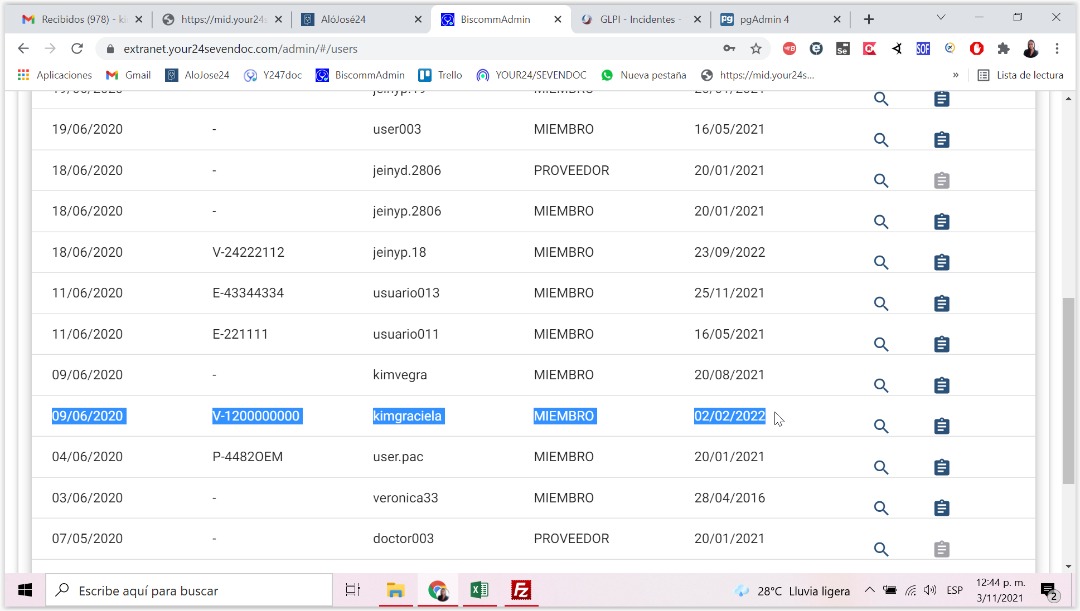 Recibidos (978) - ki
https://mid.your24s
AlóJosé24
BiscommAdmin
GLPI - Incidentes -
pgAdmin 4
extranet.your24sevendoc.com/admin/#/users
Aplicaciones
Gmail
AloJose24
Y247doc
BiscommAdmin
Trello
YOUR24/SEVENDOC
Nueva pestaña
https://mid.your24s...
»
Lista de lectura
19/06/2020 - user003 MIEMBRO 16/05/2021
18/06/2020 - jeinyd.2806 PROVEEDOR 20/01/2021
18/06/2020 - jeinyp.2806 MIEMBRO 20/01/2021
18/06/2020 V-24222112 jeinyp.18 MIEMBRO 23/09/2022
11/06/2020 E-43344334 usuario013 MIEMBRO 25/11/2021
11/06/2020 E-221111 usuario011 MIEMBRO 16/05/2021
09/06/2020 - kimvegra MIEMBRO 20/08/2021
09/06/2020 V-1200000000 kimgraciela MIEMBRO 02/02/2022
04/06/2020 P-4482OEM user.pac MIEMBRO 20/01/2021
03/06/2020 - veronica33 MIEMBRO 28/04/2016
07/05/2020 - doctor003 PROVEEDOR 20/01/2021
Escribe aquí para buscar
28°C Lluvia ligera
ESP
12:44 p. m.
3/11/2021
2